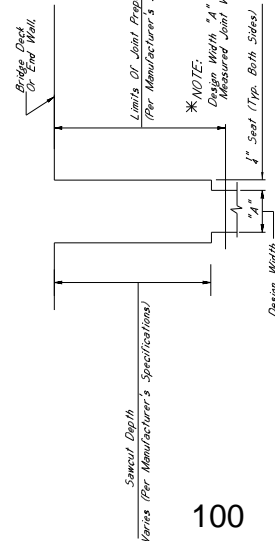 Bridge Deck
Or End Wall.
Limits Of Joint Prep
(Per Manufacturer's
* NOTE:
Design Width "A"
Measured Joint
" Seat (Typ. Both Sides)
"A"
Design Width
Sawcut Depth
Varies (Per Manufacturer's Specifications)
100